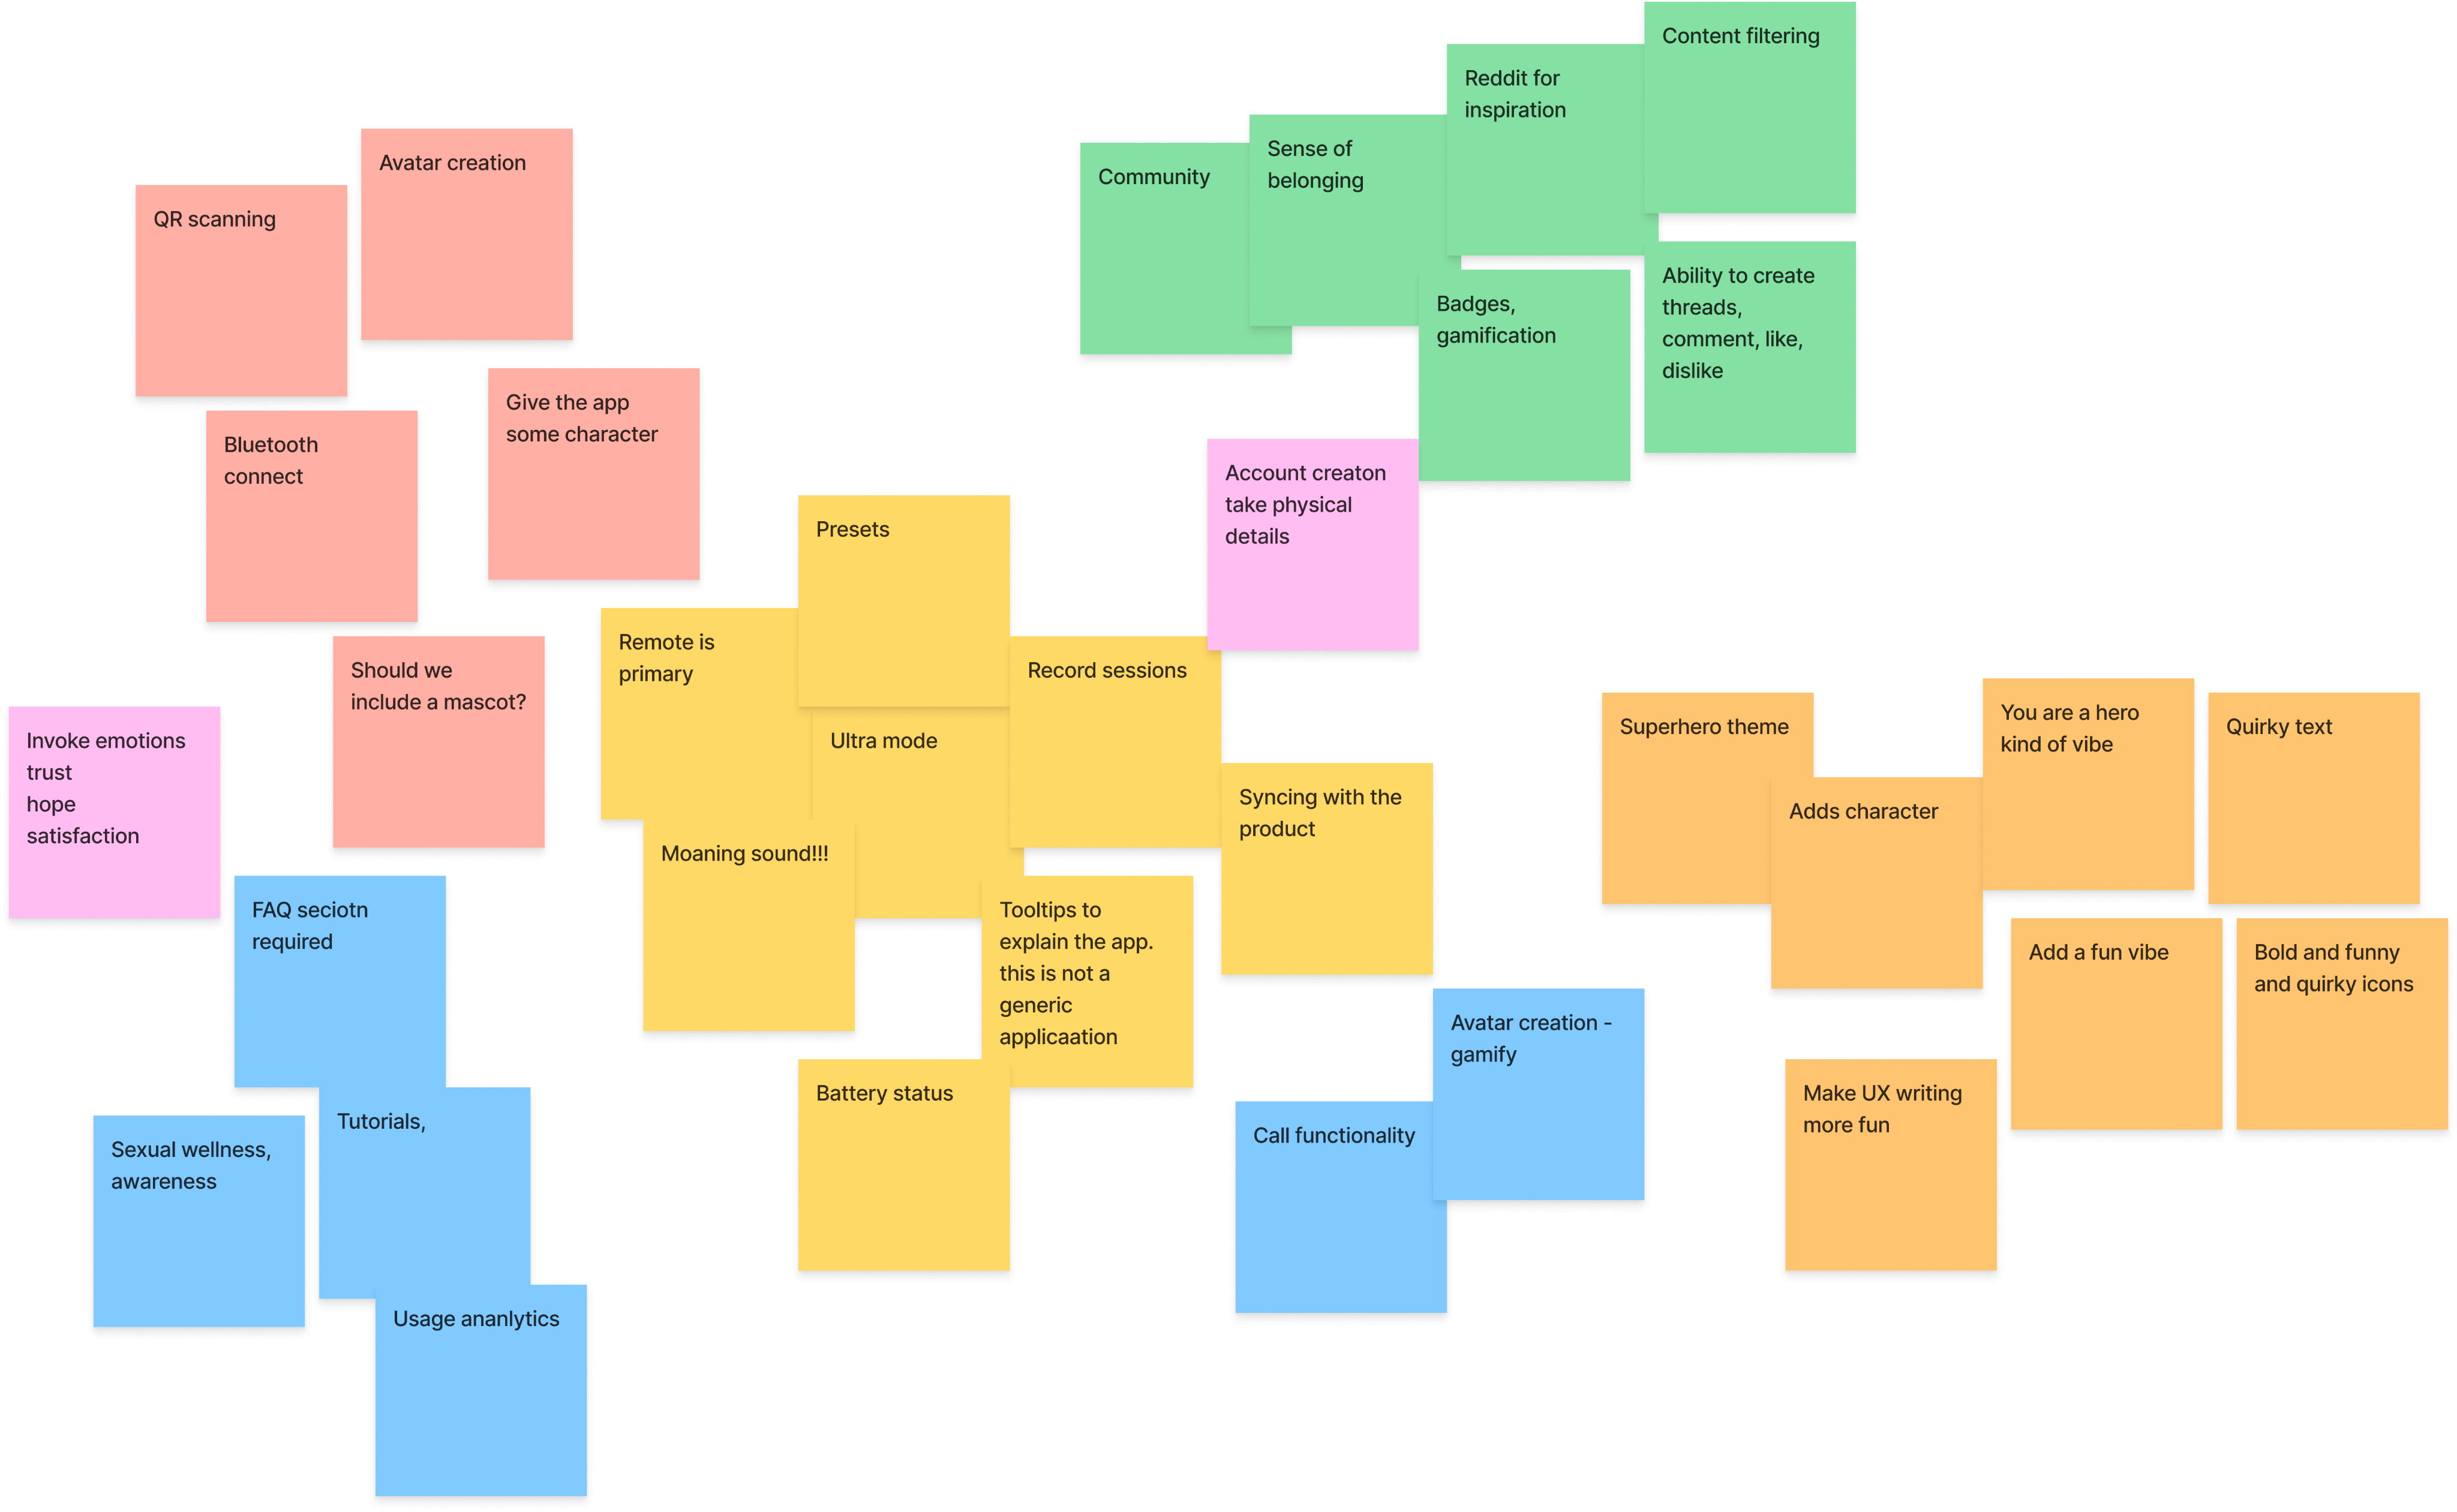 Content filtering
Reddit for
inspiration
Sense of
belonging
Community
Ability to create
threads,
comment, like,
dislike
Badges,
gamification
Avatar creation
QR scanning
Give the app
some character
Bluetooth
connect
Should we
include a mascot?
Account creaton
take physical
details
Presets
Remote is
primary
Record sessions
Ultra mode
Syncing with the
product
Moaning sound!!!
Tooltips to
explain the app.
this is not a
generic
applicaation
Battery status
Invoke emotions
trust
hope
satisfaction
FAQ seciotn
required
Tutorials,
Sexual wellness,
awareness
Usage ananlytics
Avatar creation -
gamify
Call functionality
Superhero theme
You are a hero
kind of vibe
Quirky text
Adds character
Add a fun vibe
Bold and funny
and quirky icons
Make UX writing
more fun